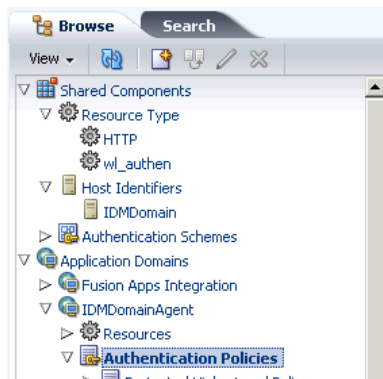 Browse Search
View
Shared Components
Resource Type
HTTP
wl_authen
Host Identifiers
IDMDomain
Authentication Schemes
Application Domains
Fusion Apps Integration
IDMDomainAgent
Resources
Authentication Policies